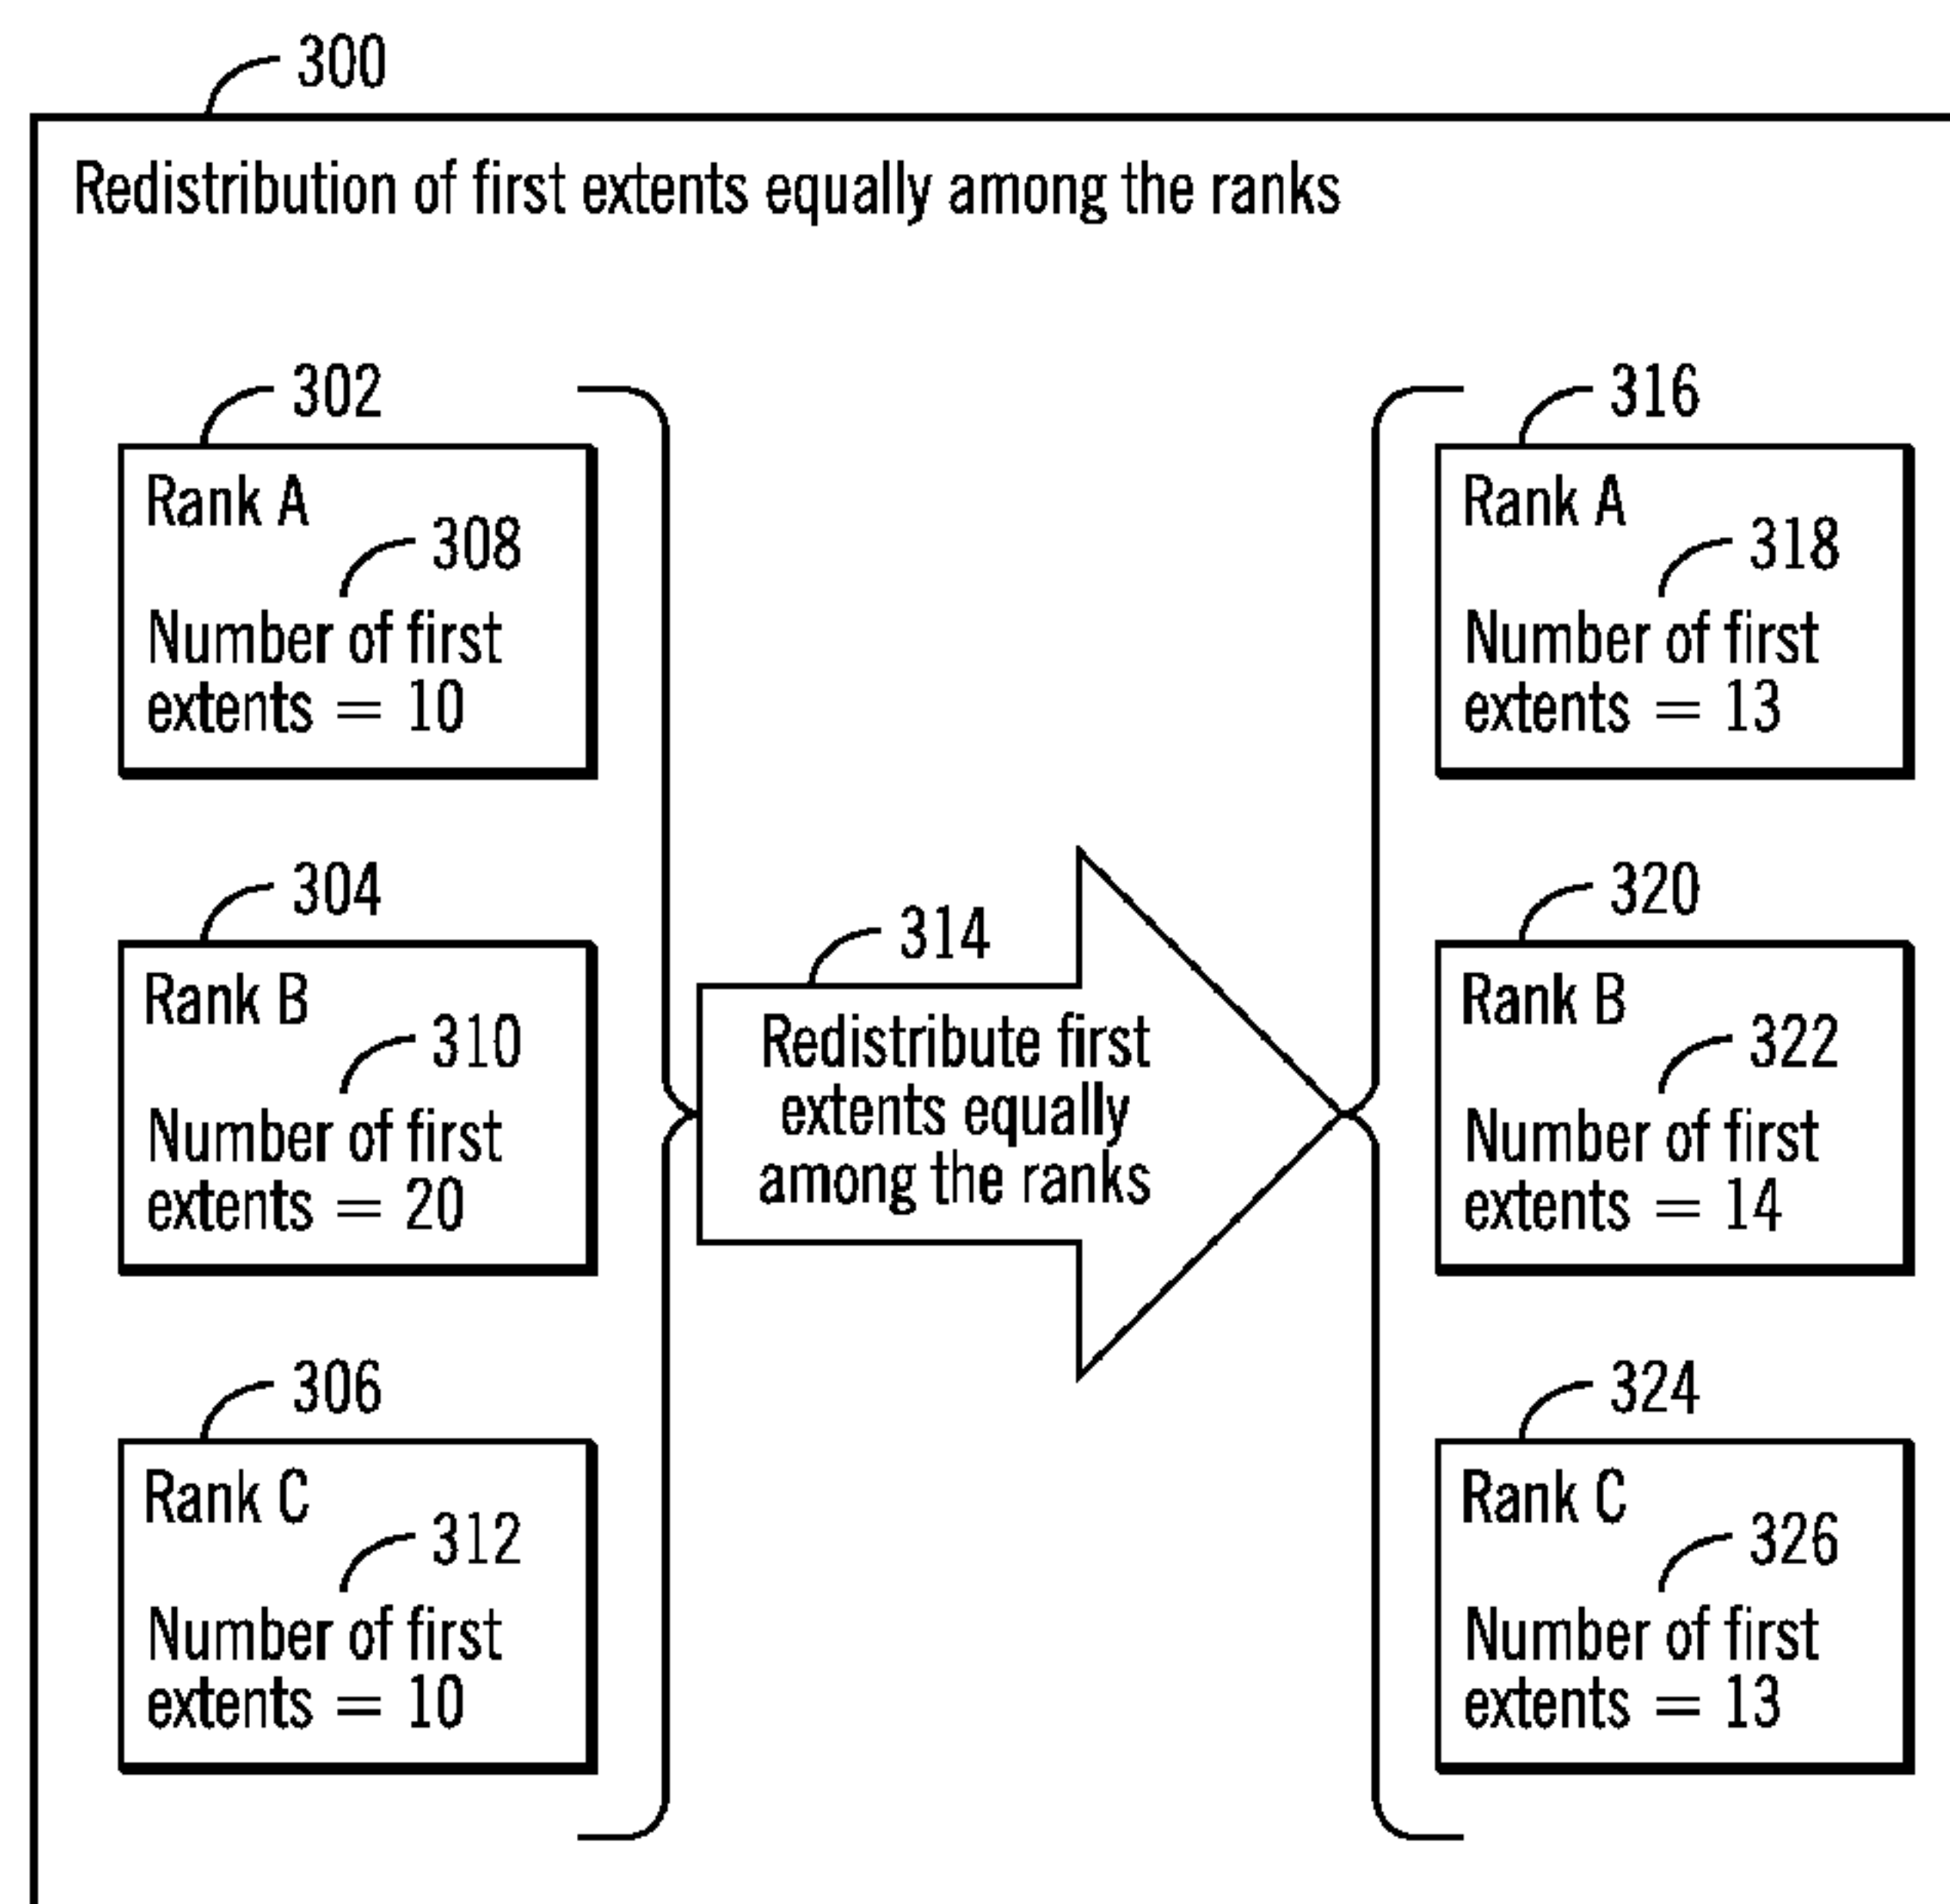 300
Redistribution of first extents equally among the ranks
302
Rank A
308
Number of first
extents = 10
304
Rank B
310
Number of first
extents = 20
306
Rank C
312
Number of first
extents = 10
314
Redistribute first
extents equally
among the ranks
316
Rank A
318
Number of first
extents = 13
320
Rank B
322
Number of first
extents = 14
324
Rank C
326
Number of first
extents = 13